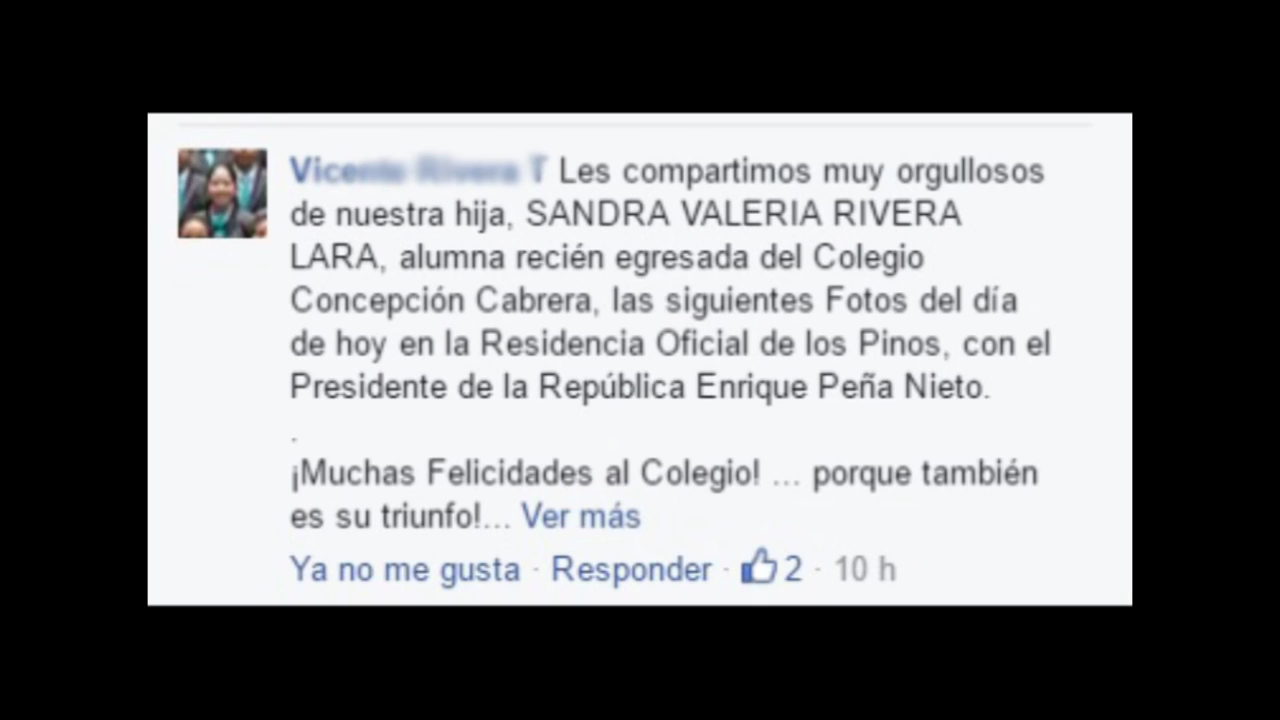 Les compartimos muy orgullosos
de nuestra hija, SANDRA VALERIA RIVERA
LARA, alumna recién egresada del Colegio
Concepción Cabrera, las siguientes Fotos del día
de hoy en la Residencia Oficial de los Pinos, con el
Presidente de la República Enrique Peña Nieto.
.
¡Muchas Felicidades al Colegio! ... porque también
es su triunfo!... Ver más
Ya no me gusta · Responder · 2 · 10 h